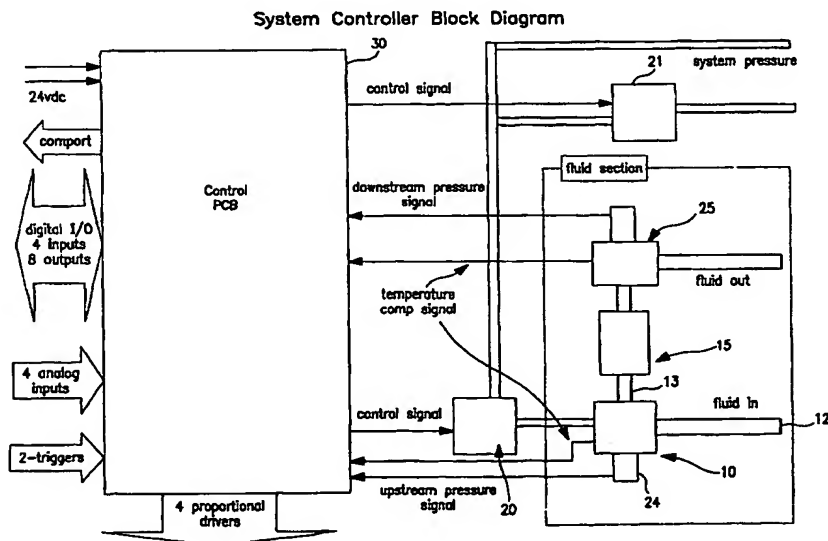 System Controller Block Diagram
30
24vdc
comport
digital I/O
4 inputs
8 outputs
4 analog
inputs
2-triggers
4 proportional
drivers
Control
PCB
control signal
system pressure
21
fluid section
downstream pressure
signal
25
fluid out
temperature
comp signal
15
13
fluid in
12
control signal
20
10
24
upstream pressure
signal